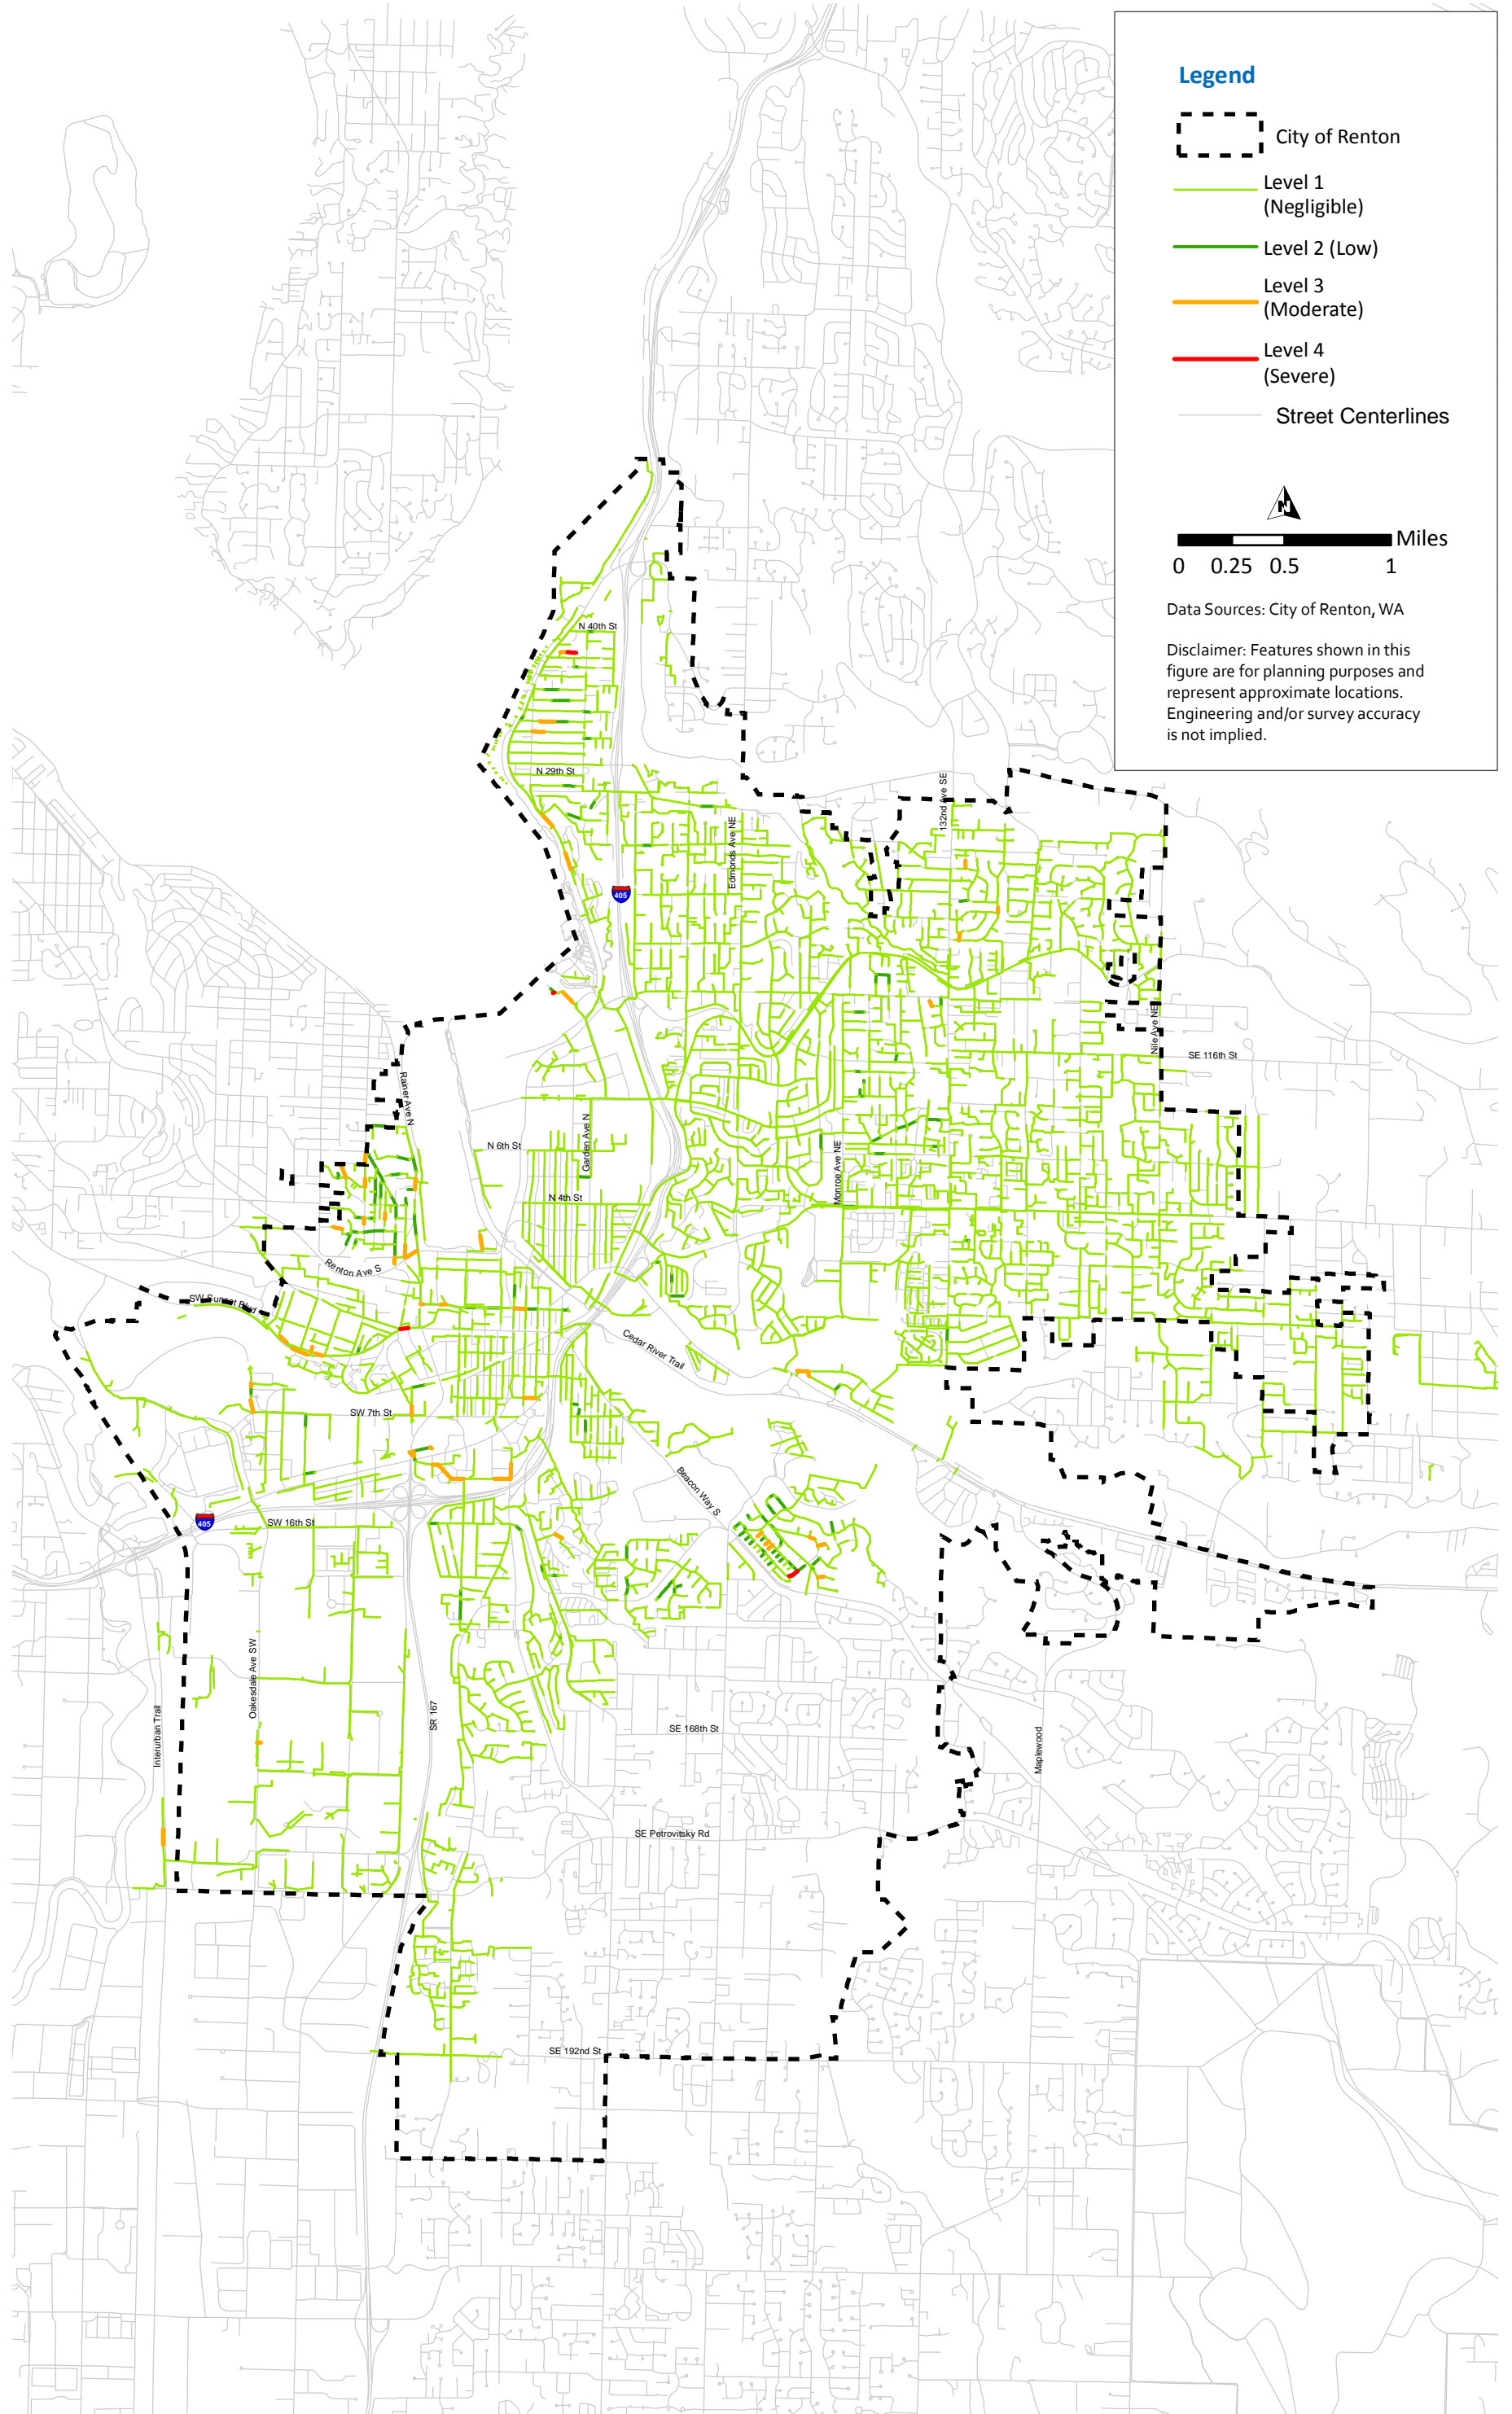 Legend
City of Renton
Level 1
(Negligible)
Level 2 (Low)
Level 3
(Moderate)
Level 4
(Severe)
Street Centerlines
N
Miles
0 0.25 0.5 1
Data Sources: City of Renton, WA
Disclaimer: Features shown in this
figure are for planning purposes and
represent approximate locations.
Engineering and/or survey accuracy
is not implied.
N 40th St
N 29th St
132nd Ave SE
Edmonds Ave NE
405
Nile Ave NE
SE 116th St
Rainer Ave N
Garden Ave N
N 6th St
Monroe Ave NE
N 4th St
Renton Ave S
SW Sunset Blvd
Cedar River Trail
SW 7th St
Beacon Way S
405
SW 16th St
Oakesdale Ave SW
Interurban Trail
SR 167
SE 168th St
Maplewood
SE Petrovitsky Rd
SE 192nd St